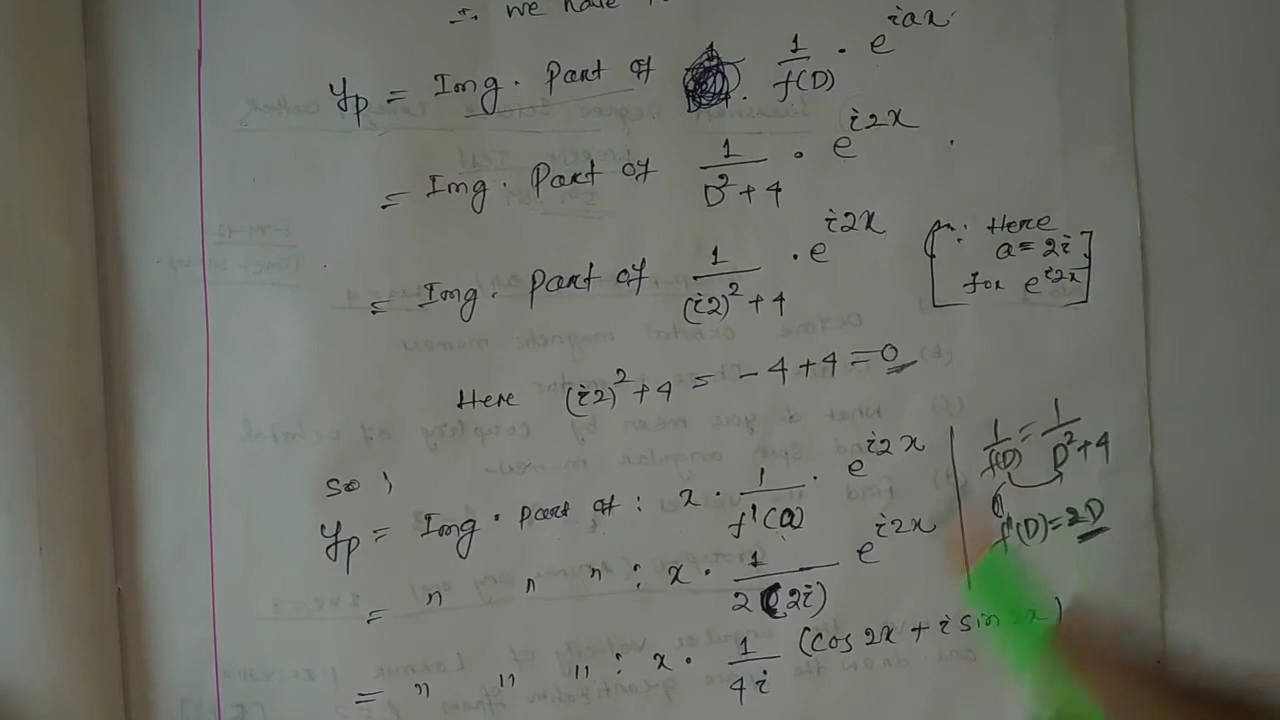 ∴ we have
yp = Img. Part of 1/f(D) · e^{iax}
= Img. Part of 1/(D²+4) · e^{i2x}
= Img. Part of 1/((i2)²+4) · e^{i2x}
[∵ Here
a = 2i]
for e^{i2x}
Here (i2)²+4 = -4+4 = 0
so,
yp = Img. Part of : x · 1/f'(a) · e^{i2x}
= " " " : x · 1/(2(2i)) e^{i2x}
= " " " : x · 1/4i (cos 2x + i sin 2x)
1/f(D) = 1/(D²+4)
f'(D) = 2D